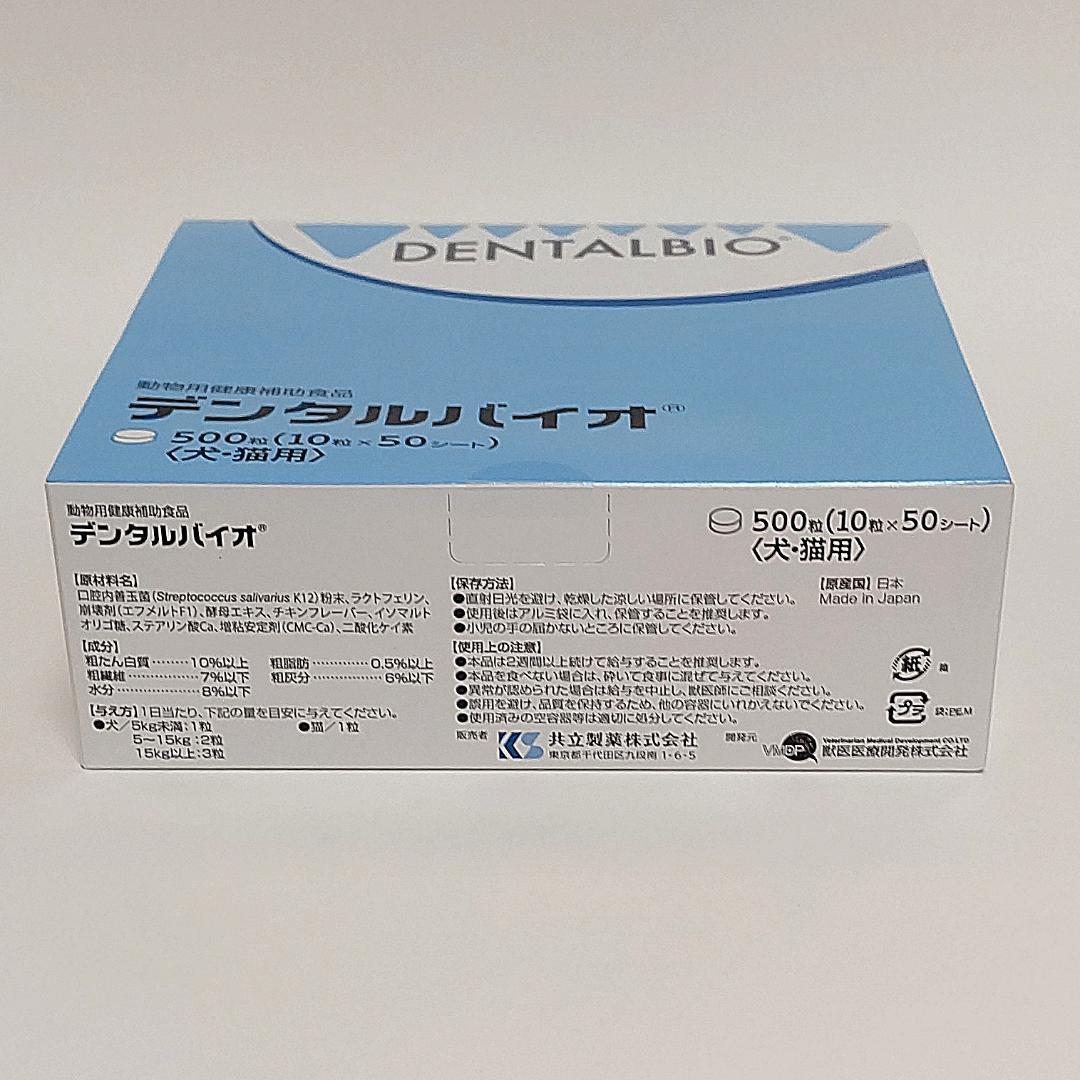 DENTALBIO®
動物用健康補助食品
デンタルバイオ®
500粒(10粒×50シート)
〈犬・猫用〉
動物用健康補助食品
デンタルバイオ®
500粒(10粒×50シート)
〈犬・猫用〉
【原材料名】
口腔内善玉菌(Streptococcus salivarius K12)粉末、ラクトフェリン、
崩壊剤(エフメルトF1)、酵母エキス、チキンフレーバー、イソマルト
オリゴ糖、ステアリン酸Ca、増粘安定剤(CMC-Ca)、二酸化ケイ素
【成分】
粗たん白質………10%以上 粗脂肪………………0.5%以上
粗繊維………………7%以下 粗灰分………………6%以下
水分…………………8%以下
【与え方】1日当たり、下記の量を目安に与えてください。
●犬/5kg未満:1粒 ●猫/1粒
5~15kg:2粒
15kg以上:3粒
【保存方法】
●直射日光を避け、乾燥した涼しい場所に保管してください。
●使用後はアルミ袋に入れ、保管することを推奨します。
●小児の手の届かないところに保管してください。
【使用上の注意】
●本品は2週間以上続けて給与することを推奨します。
●本品を食べない場合は、砕いて食事に混ぜて与えてください。
●異常が認められた場合は給与を中止し、獣医師にご相談ください。
●誤用を避け、品質を保持するため、他の容器にいれかえないでください。
●使用済みの空容器等は適切に処分してください。
【原産国】日本
Made in Japan
紙 箱
プラ 袋:PE,M
販売者 KS 共立製薬株式会社
東京都千代田区九段南1-6-5
開発元 VMDP Veterinarian Medical Development CO.LTD
獣医医療開発株式会社